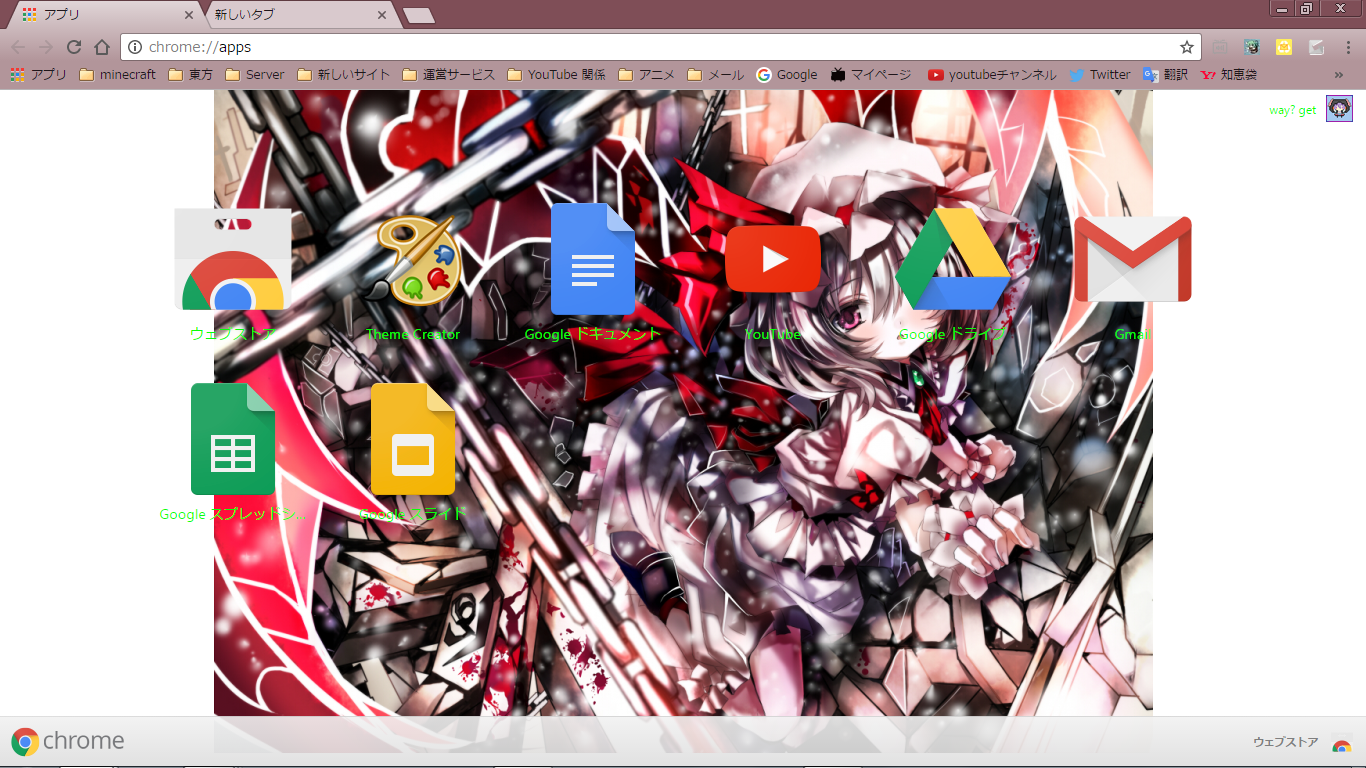 アプリ
新しいタブ
chrome://apps
アプリ minecraft 東方 Server 新しいサイト 運営サービス YouTube 関係 アニメ メール Google マイページ youtubeチャンネル Twitter 翻訳 知恵袋 »
way? get
ウェブストア Theme Creator Google ドキュメント YouTube Google ドライブ Gmail
Google スプレッドシ... Google スライド
chrome
ウェブストア